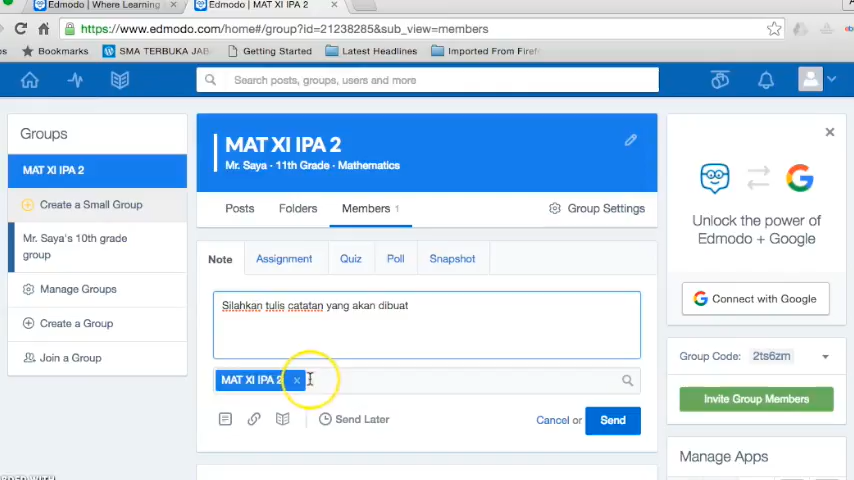 Edmodo | Where Learning
Edmodo | MAT XI IPA 2
https://www.edmodo.com/home#/group?id=21238285&sub_view=members
Bookmarks
SMA TERBUKA JAB
Getting Started
Latest Headlines
Imported From Firef
Search posts, groups, users and more
Groups
MAT XI IPA 2
Create a Small Group
Mr. Saya's 10th grade
group
Manage Groups
Create a Group
Join a Group
MAT XI IPA 2
Mr. Saya · 11th Grade · Mathematics
Posts
Folders
Members 1
Group Settings
Note
Assignment
Quiz
Poll
Snapshot
Silahkan tulis catatan yang akan dibuat
MAT XI IPA 2 x
Send Later
Cancel or
Send
Unlock the power of
Edmodo + Google
Connect with Google
Group Code: 2ts6zm
Invite Group Members
Manage Apps